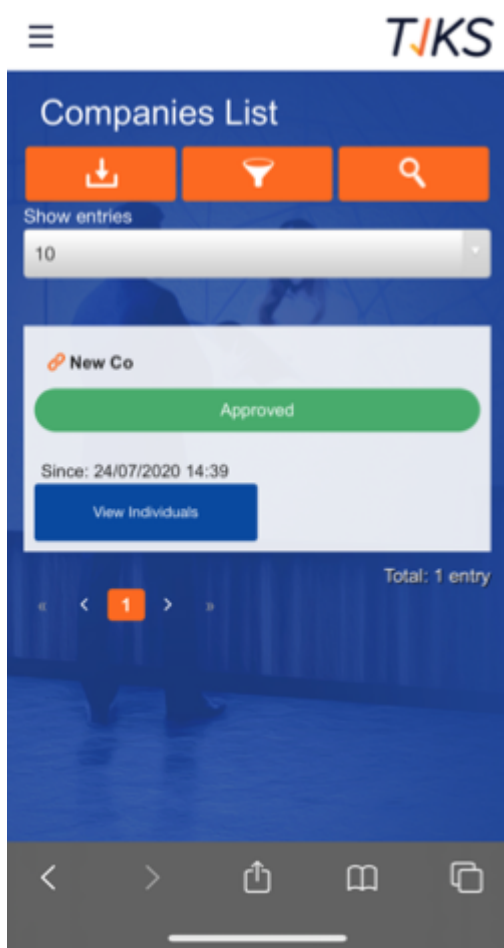 TIKS
Companies List
Show entries
10
New Co
Approved
Since: 24/07/2020 14:39
View Individuals
Total: 1 entry
« < 1 > »